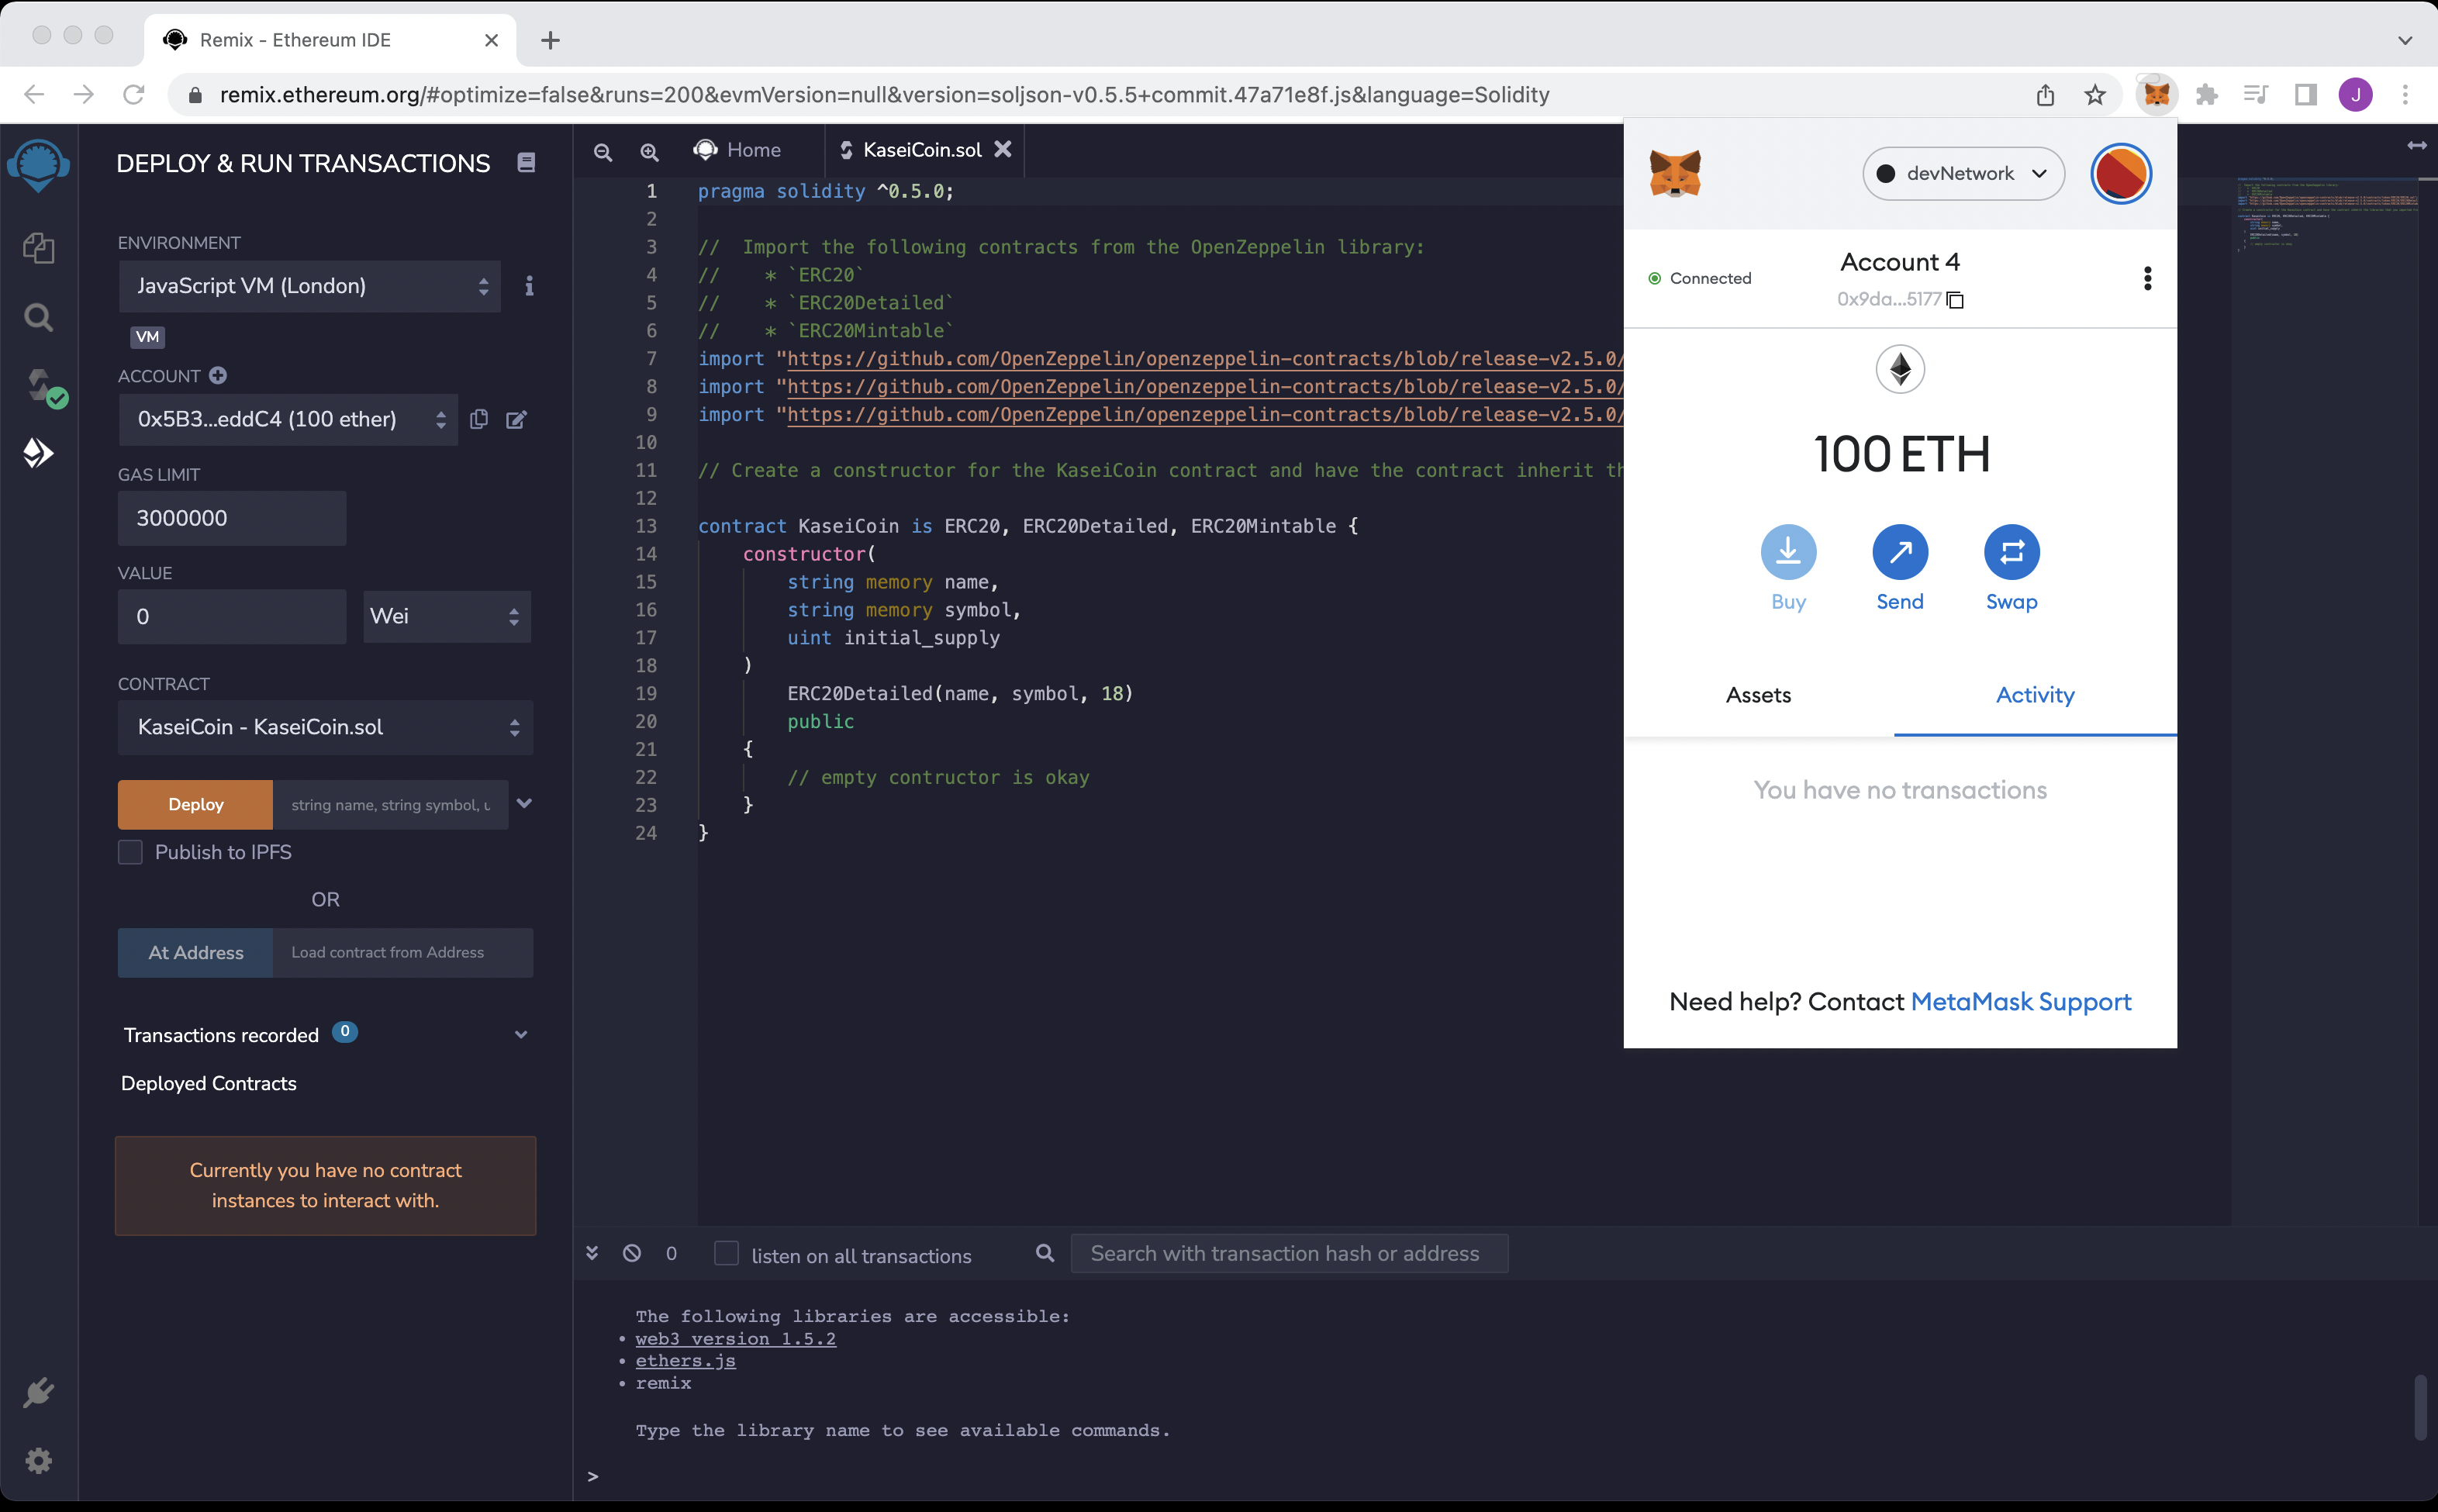 Remix - Ethereum IDE
remix.ethereum.org/#optimize=false&runs=200&evmVersion=null&version=soljson-v0.5.5+commit.47a71e8f.js&language=Solidity
J
DEPLOY & RUN TRANSACTIONS
ENVIRONMENT
JavaScript VM (London)
VM
ACCOUNT
0x5B3...eddC4 (100 ether)
GAS LIMIT
3000000
VALUE
0
Wei
CONTRACT
KaseiCoin - KaseiCoin.sol
Deploy
string name, string symbol, u
Publish to IPFS
OR
At Address
Load contract from Address
Transactions recorded 0
Deployed Contracts
Currently you have no contract
instances to interact with.
Home
KaseiCoin.sol
1 pragma solidity ^0.5.0;
2
3 //  Import the following contracts from the OpenZeppelin library:
4 //    * `ERC20`
5 //    * `ERC20Detailed`
6 //    * `ERC20Mintable`
7 import "https://github.com/OpenZeppelin/openzeppelin-contracts/blob/release-v2.5.0/
8 import "https://github.com/OpenZeppelin/openzeppelin-contracts/blob/release-v2.5.0/
9 import "https://github.com/OpenZeppelin/openzeppelin-contracts/blob/release-v2.5.0/
10
11 // Create a constructor for the KaseiCoin contract and have the contract inherit th
12
13 contract KaseiCoin is ERC20, ERC20Detailed, ERC20Mintable {
14     constructor(
15         string memory name,
16         string memory symbol,
17         uint initial_supply
18     )
19         ERC20Detailed(name, symbol, 18)
20         public
21     {
22         // empty contructor is okay
23     }
24 }
devNetwork
Connected
Account 4
0x9da...5177
100 ETH
Buy
Send
Swap
Assets
Activity
You have no transactions
Need help? Contact MetaMask Support
0
listen on all transactions
Search with transaction hash or address
The following libraries are accessible:
• web3 version 1.5.2
• ethers.js
• remix
Type the library name to see available commands.
>